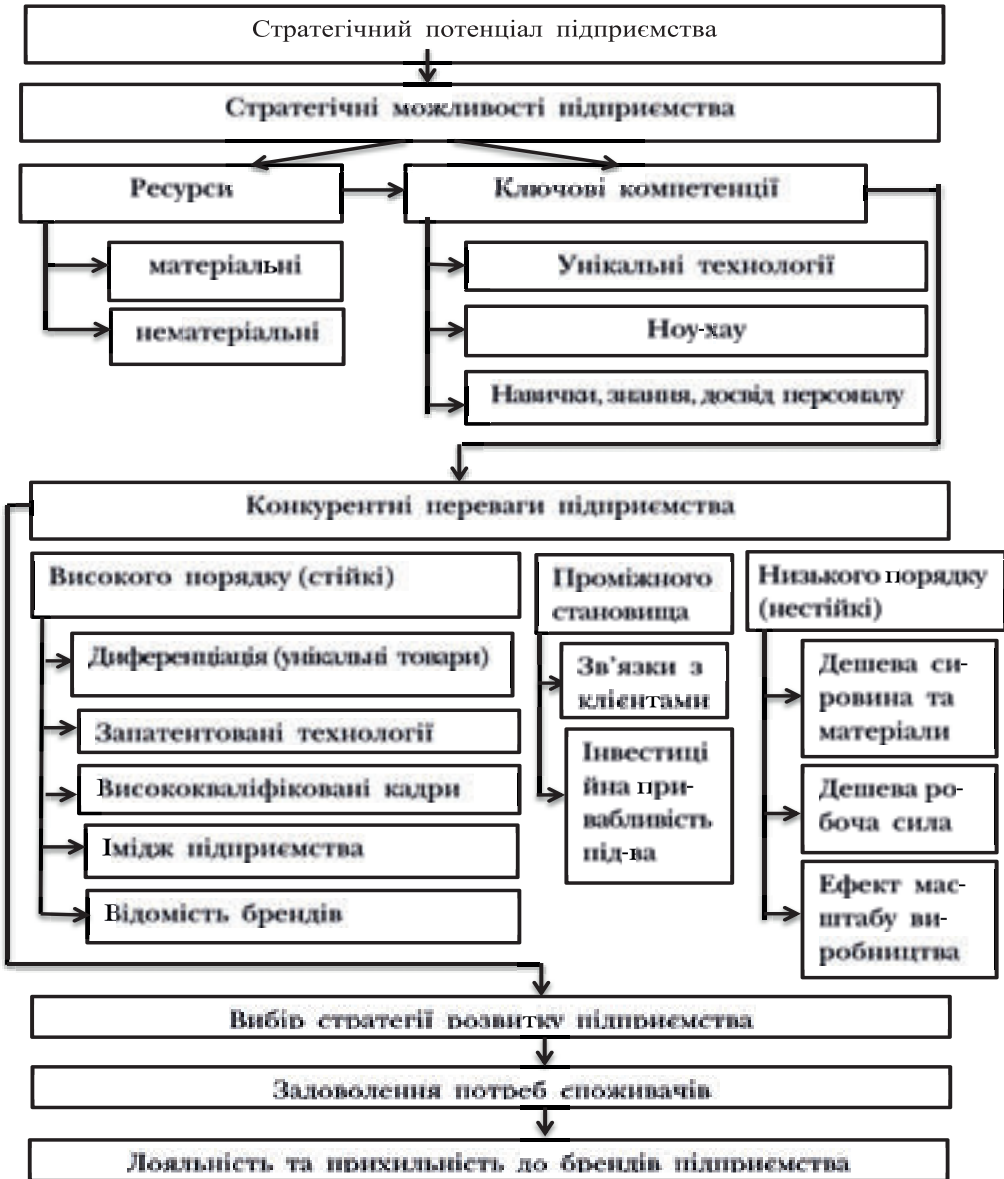 Стратегічний потенціал підприємства
Стратегічні можливості підприємства
Ресурси
Ключові компетенції
матеріальні
нематеріальні
Унікальні технології
Ноу-хау
Навички, знання, досвід персоналу
Конкурентні переваги підприємства
Високого порядку (стійкі)
Диференціація (унікальні товари)
Запатентовані технології
Висококваліфіковані кадри
Імідж підприємства
Відомість брендів
Проміжного
становища
Зв'язки з
клієнтами
Інвестиці
йна при-
вабливість
під-ва
Низького порядку
(нестійкі)
Дешева си-
ровина та
матеріали
Дешева ро-
боча сила
Ефект мас-
штабу ви-
робництва
Вибір стратегії розвитку підприємства
Задоволення потреб споживачів
Лояльність та прихильність до брендів підприємства